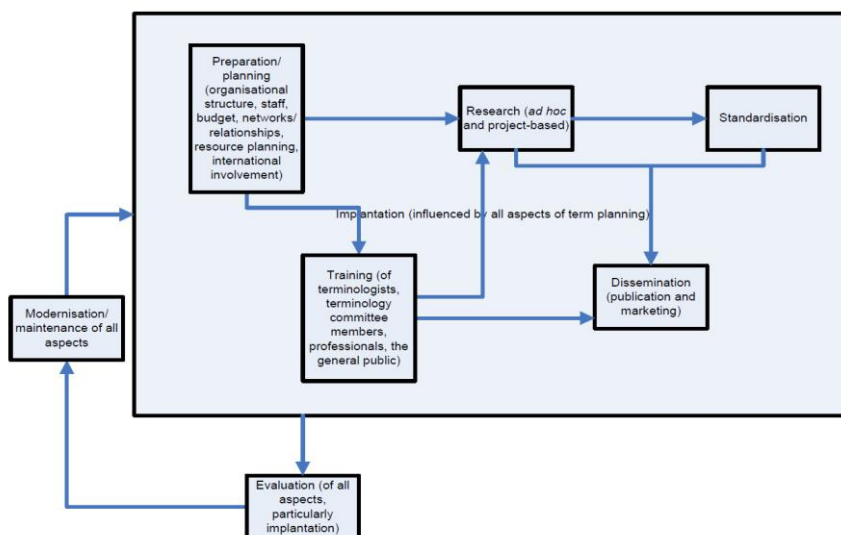 Preparation/
planning
(organisational
structure, staff,
budget, networks/
relationships,
resource planning,
international
involvement)
Research (ad hoc
and project-based)
Standardisation
Implantation (influenced by all aspects of term planning)
Training (of
terminologists,
terminology
committee
members,
professionals, the
general public)
Dissemination
(publication and
marketing)
Modernisation/
maintenance of all
aspects
Evaluation (of all
aspects,
particularly
implantation)